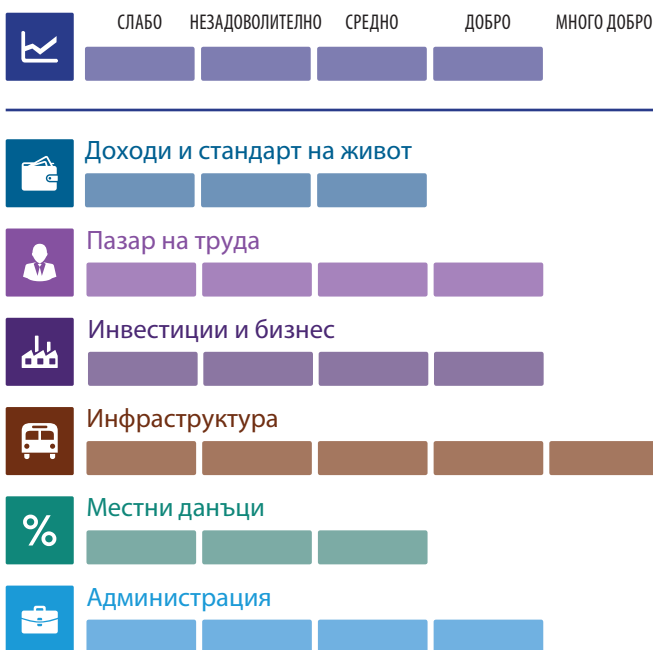 СЛАБО НЕЗАДОВОЛИТЕЛНО СРЕДНО ДОБРО МНОГО ДОБРО
Доходи и стандарт на живот
Пазар на труда
Инвестиции и бизнес
Инфраструктура
Местни данъци
%
Администрация